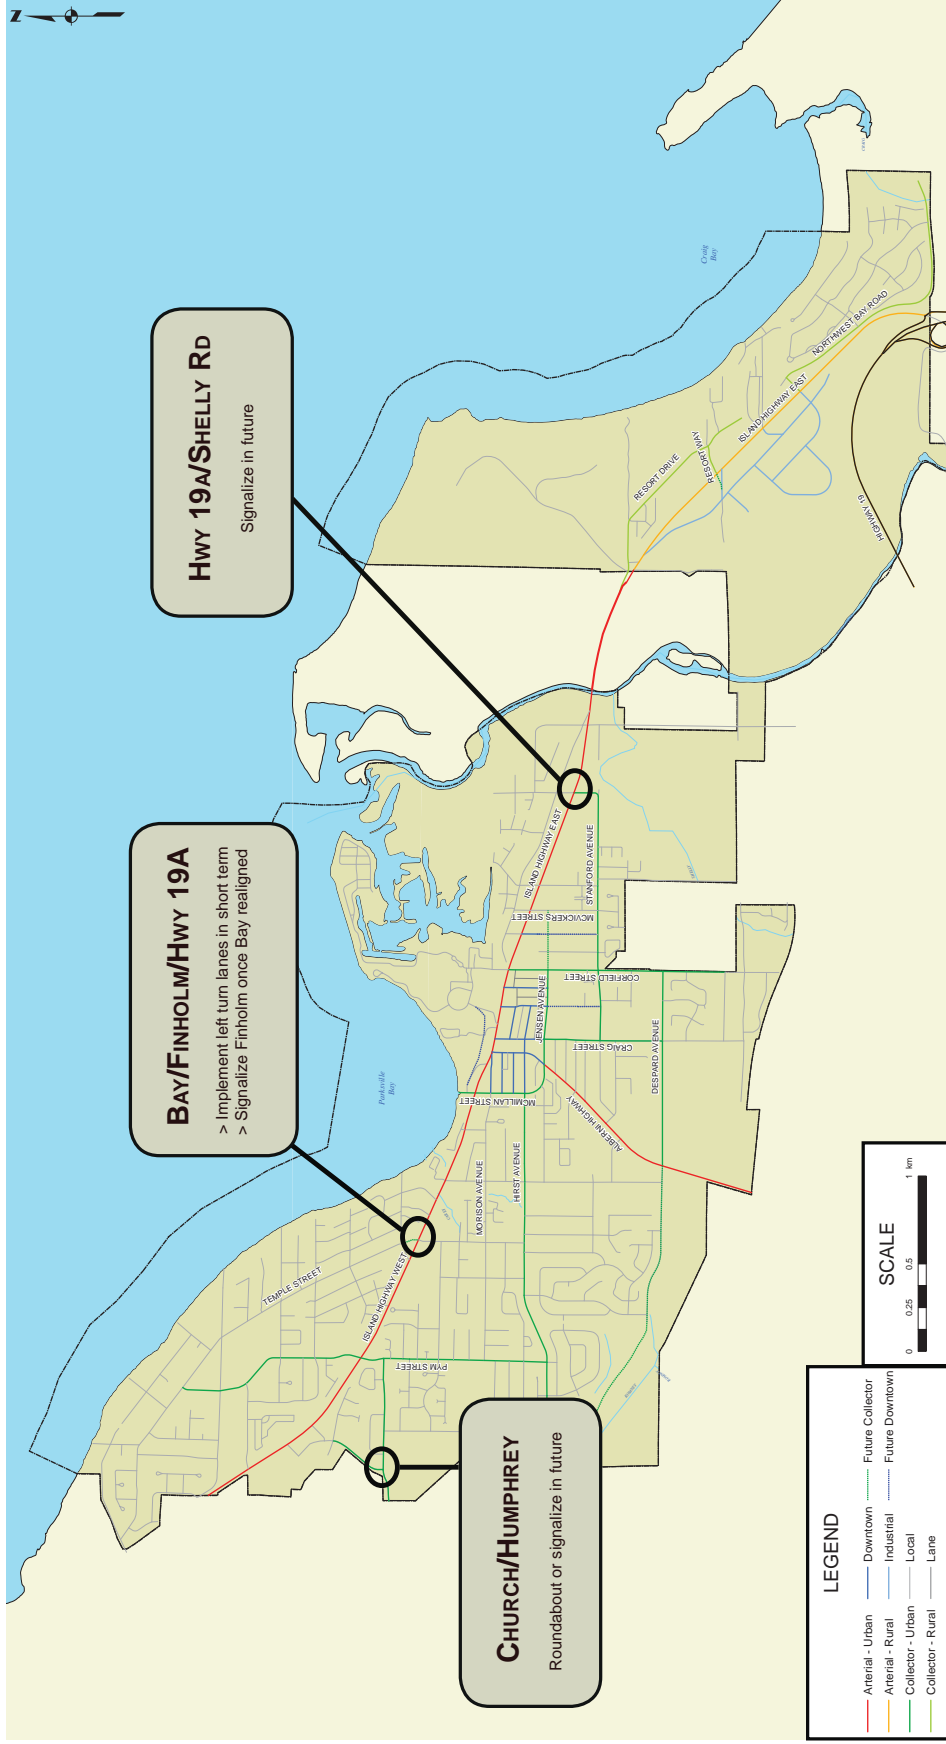 N
HWY 19A/SHELLY RD
Signalize in future
BAY/FINHOLM/HWY 19A
> Implement left turn lanes in short term
> Signalize Finholm once Bay realigned
CHURCH/HUMPHREY
Roundabout or signalize in future
Parksville
Bay
Craig
Bay
TEMPLE STREET
ISLAND HIGHWAY WEST
PYM STREET
MORISON AVENUE
HIRST AVENUE
MCMILLAN STREET
ALBERNI HIGHWAY
JENSEN AVENUE
CRAIG STREET
CORFIELD STREET
DESPARD AVENUE
MCVICKERS STREET
STANFORD AVENUE
ISLAND HIGHWAY EAST
RESORT DRIVE
RESORT WAY
ISLAND HIGHWAY EAST
NORTHWEST BAY ROAD
HIGHWAY 19
LEGEND
Arterial - Urban
Arterial - Rural
Collector - Urban
Collector - Rural
Downtown
Industrial
Local
Lane
Future Collector
Future Downtown
SCALE
0 0.25 0.5 1 km